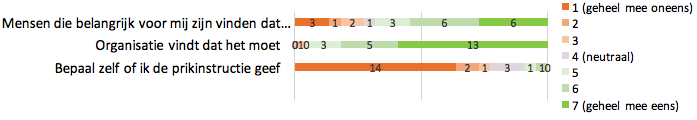 Mensen die belangrijk voor mij zijn vinden dat...
3 1 2 1 3 6 6
Organisatie vindt dat het moet
0 1 0 3 5 13
Bepaal zelf of ik de prikinstructie geef
14 2 1 3 1 1 0
1 (geheel mee oneens)
2
3
4 (neutraal)
5
6
7 (geheel mee eens)